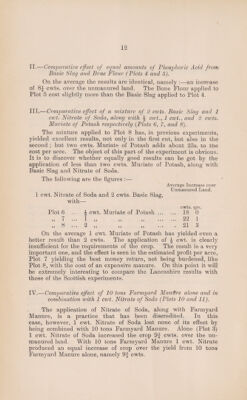 12
II.—Comparative effect of equal amounts of Phosphoric Acid from
Basic Slag and Bone Flour (Plots 4 and 5).
On the average the results are identical, namely :—an increase
of 8½ cwts. over the unmanured land. The Bone Flour applied to
Plot 5 cost slightly more than the Basic Slag applied to Plot 4.
III.—Comparative effect of a mixture of 2 cwts. Basic Slag and 1
cwt. Nitrate of Soda, along with ½ cwt., 1 cwt., and 2 cwts.
Muriate of Potash respectively (Plots 6, 7, and 8).
The mixture applied to Plot 8 has, in previous experiments,
yielded excellent results, not only in the first cut, but also in the
second; but two cwts. Muriate of Potash adds about 23s. to the
cost per acre. The object of this part of the experiment is obvious.
It is to discover whether equally good results can be got by the
application of less than two cwts. Muriate of Potash, along with
Basic Slag and Nitrate of Soda.
The following are the figures :—
Average Increase over
Unmanured Land.
1 cwt. Nitrate of Soda and 2 cwts. Basic Slag,
with—
cwts. qrs.
Plot 6 ... ½ cwt. Muriate of Potash ... ... 18 0
„ 7 ... 1 „ „ „ ... ... 22 1
„ 8 ... 2 „ „ „ ... ... 21 3
On the average 1 cwt. Muriate of Potash has yielded even a
better result than 2 cwts. The application of ½ cwt. is clearly
insufficient for the requirements of the crop. The result is a very
important one, and the effect is seen in the estimated profit per acre,
Plot 7 yielding the best money return, not being burdened, like
Plot 8, with the cost of an expensive mixture. On this point it will
be extremely interesting to compare the Lancashire results with
those of the Scottish experiments.
IV.—Comparative effect of 10 tons Farmyard Manure alone and in
combination with 1 cwt. Nitrate of Soda (Plots 10 and 11).
The application of Nitrate of Soda, along with Farmyard
Manure, is a practice that has been discredited. In this
case, however, 1 cwt. Nitrate of Soda lost none of its effect by
being combined with 10 tons Farmyard Manure. Alone (Plot 3)
1 cwt. Nitrate of Soda increased the crop 9¾ cwts. over the un-
manured land. With 10 tons Farmyard Manure 1 cwt. Nitrate
produced an equal increase of crop over the yield from 10 tons
Farmyard Manure alone, namely 9¾ cwts.